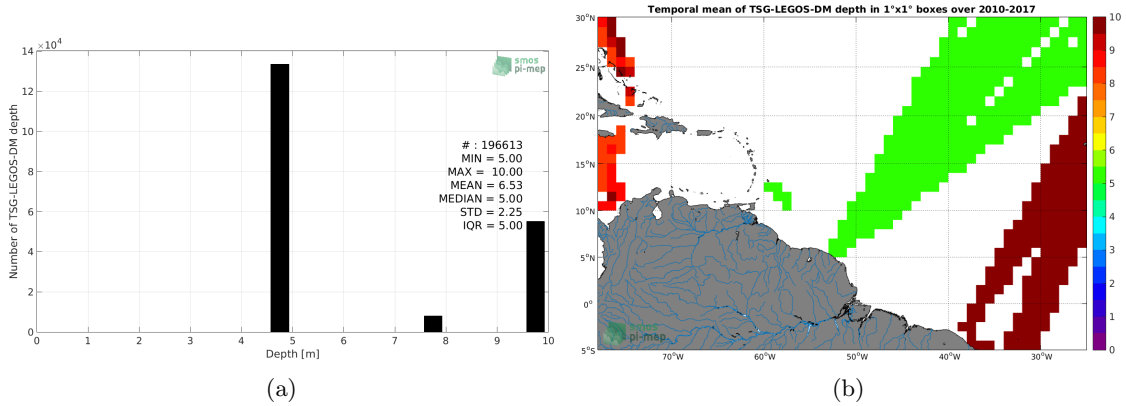 ×10⁴
14
12
10
8
6
4
2
0
Number of TSG-LEGOS-DM depth
smos
pi-mep
# : 196613
MIN = 5.00
MAX = 10.00
MEAN = 6.53
MEDIAN = 5.00
STD = 2.25
IQR = 5.00
0 1 2 3 4 5 6 7 8 9 10
Depth [m]
(a)
Temporal mean of TSG-LEGOS-DM depth in 1°x1° boxes over 2010-2017
30°N
25°N
20°N
15°N
10°N
5°N
0°
5°S
smos
pi-mep
70°W 60°W 50°W 40°W 30°W
10
9
8
7
6
5
4
3
2
1
0
(b)